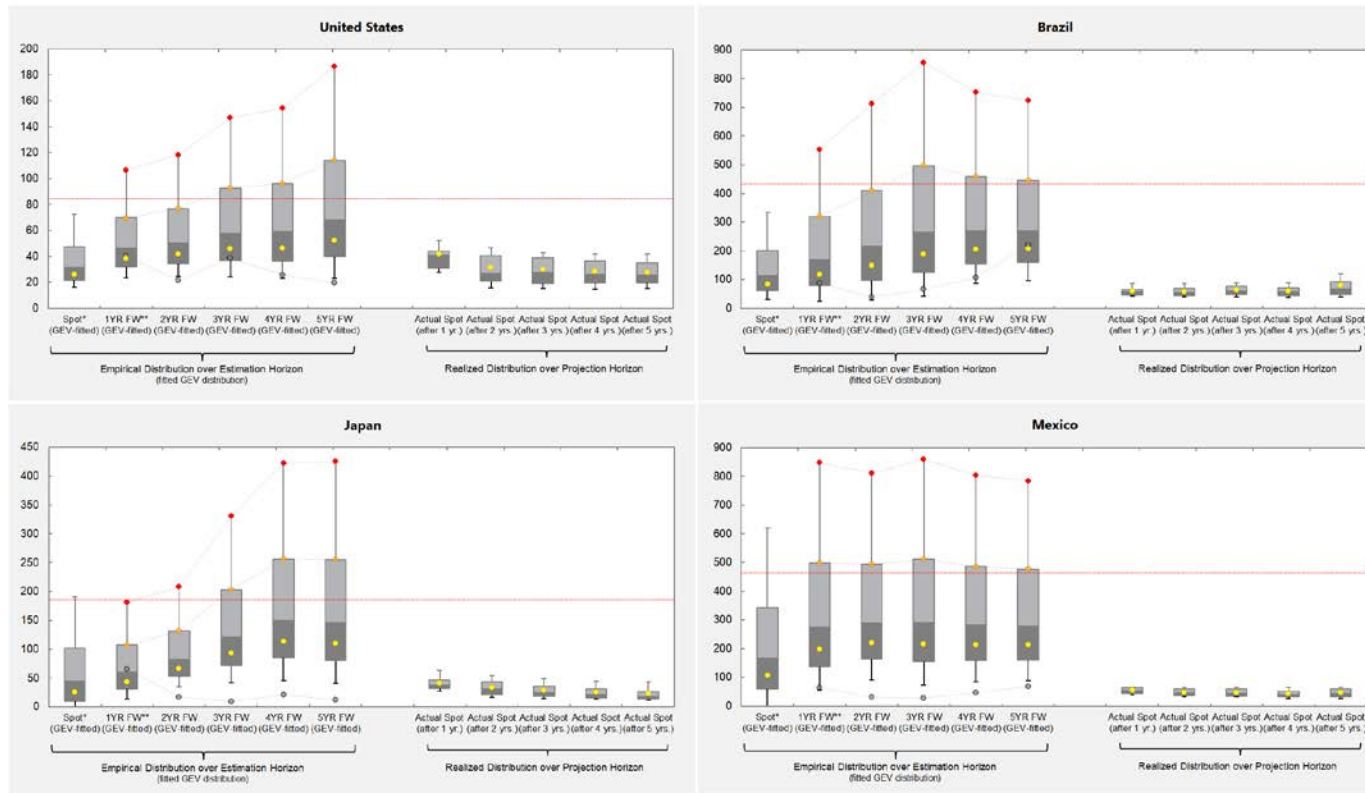 United States
200
180
160
140
120
100
80
60
40
20
0
Spot* 1YR FW** 2YR FW 3YR FW 4YR FW 5YR FW Actual Spot Actual Spot Actual Spot Actual Spot Actual Spot
(GEV-fitted) (GEV-fitted) (GEV-fitted) (GEV-fitted) (GEV-fitted) (GEV-fitted) (after 1 yr.) (after 2 yrs.) (after 3 yrs.) (after 4 yrs.) (after 5 yrs.)
Empirical Distribution over Estimation Horizon Realized Distribution over Projection Horizon
(fitted GEV distribution)
Brazil
900
800
700
600
500
400
300
200
100
0
Spot* 1YR FW** 2YR FW 3YR FW 4YR FW 5YR FW Actual Spot Actual Spot Actual Spot Actual Spot Actual Spot
(GEV-fitted) (GEV-fitted) (GEV-fitted) (GEV-fitted) (GEV-fitted) (GEV-fitted) (after 1 yr.) (after 2 yrs.) (after 3 yrs.) (after 4 yrs.) (after 5 yrs.)
Empirical Distribution over Estimation Horizon Realized Distribution over Projection Horizon
(fitted GEV distribution)
Japan
450
400
350
300
250
200
150
100
50
0
Spot* 1YR FW** 2YR FW 3YR FW 4YR FW 5YR FW Actual Spot Actual Spot Actual Spot Actual Spot Actual Spot
(GEV-fitted) (GEV-fitted) (GEV-fitted) (GEV-fitted) (GEV-fitted) (GEV-fitted) (after 1 yr.) (after 2 yrs.) (after 3 yrs.) (after 4 yrs.) (after 5 yrs.)
Empirical Distribution over Estimation Horizon Realized Distribution over Projection Horizon
(fitted GEV distribution)
Mexico
900
800
700
600
500
400
300
200
100
0
Spot* 1YR FW** 2YR FW 3YR FW 4YR FW 5YR FW Actual Spot Actual Spot Actual Spot Actual Spot Actual Spot
(GEV-fitted) (GEV-fitted) (GEV-fitted) (GEV-fitted) (GEV-fitted) (GEV-fitted) (after 1 yr.) (after 2 yrs.) (after 3 yrs.) (after 4 yrs.) (after 5 yrs.)
Empirical Distribution over Estimation Horizon Realized Distribution over Projection Horizon
(fitted GEV distribution)